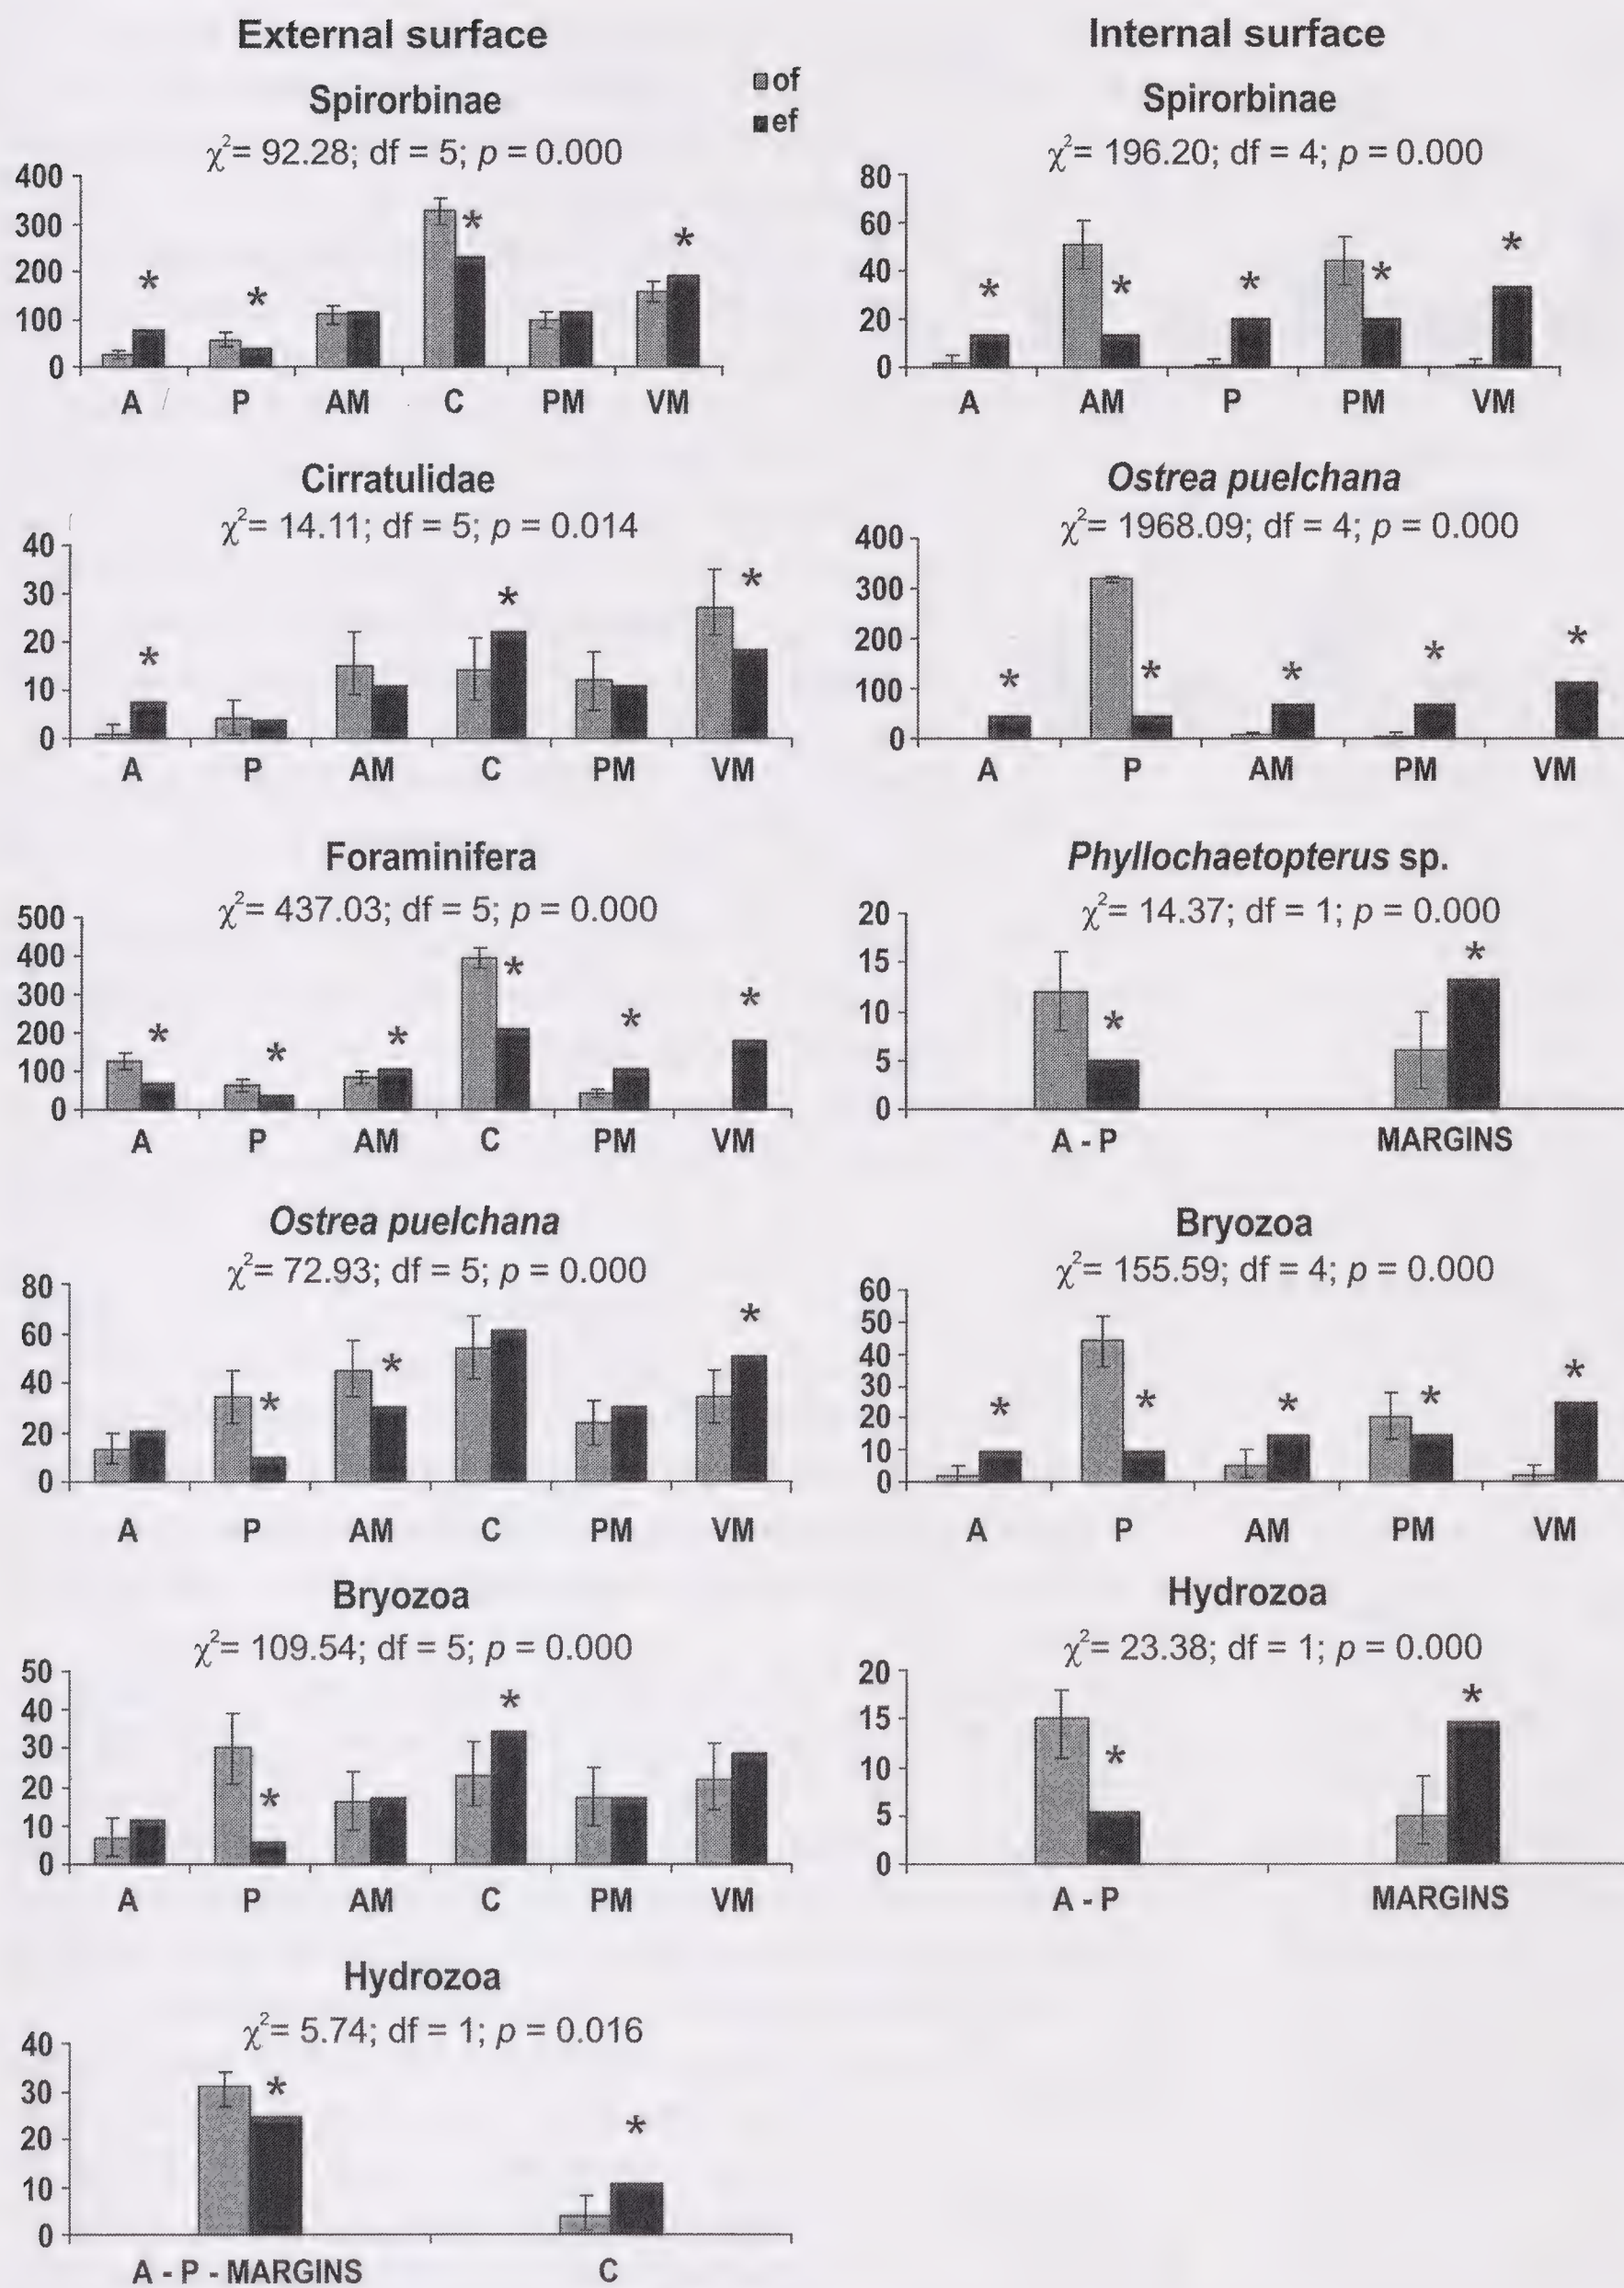 External surface
Spirorbinae
χ²= 92.28; df = 5; p = 0.000
400
300
200
100
0
* * * *
A P AM C PM VM
of
ef
Cirratulidae
χ²= 14.11; df = 5; p = 0.014
40
30
20
10
0
* * *
A P AM C PM VM
Foraminifera
χ²= 437.03; df = 5; p = 0.000
500
400
300
200
100
0
* * * * * *
A P AM C PM VM
Ostrea puelchana
χ²= 72.93; df = 5; p = 0.000
80
60
40
20
0
* * *
A P AM C PM VM
Bryozoa
χ²= 109.54; df = 5; p = 0.000
50
40
30
20
10
0
* *
A P AM C PM VM
Hydrozoa
χ²= 5.74; df = 1; p = 0.016
40
30
20
10
0
* *
A - P - MARGINS C
Internal surface
Spirorbinae
χ²= 196.20; df = 4; p = 0.000
80
60
40
20
0
* * * * *
A AM P PM VM
Ostrea puelchana
χ²= 1968.09; df = 4; p = 0.000
400
300
200
100
0
* * * * *
A P AM PM VM
Phyllochaetopterus sp.
χ²= 14.37; df = 1; p = 0.000
20
15
10
5
0
* *
A - P MARGINS
Bryozoa
χ²= 155.59; df = 4; p = 0.000
60
50
40
30
20
10
0
* * * * *
A P AM PM VM
Hydrozoa
χ²= 23.38; df = 1; p = 0.000
20
15
10
5
0
* *
A - P MARGINS